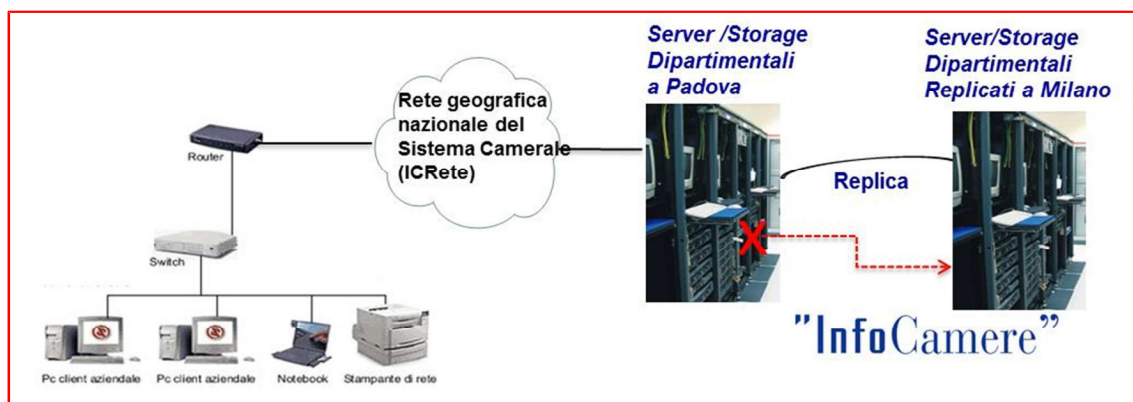 Server /Storage
Dipartimentali
a Padova
Server/Storage
Dipartimentali
Replicati a Milano
Rete geografica
nazionale del
Sistema Camerale
(ICRete)
Router
Replica
Switch
"InfoCamere"
Pc client aziendale
Pc client aziendale
Notebook
Stampante di rete